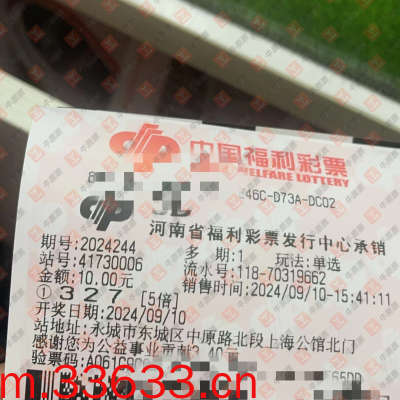 中国福利彩票
WELFARE LOTTERY
46C-D73A-DC02
河南省福利彩票发行中心承销
期号:2024244 多期:1 玩法:单选
站号:41730006 流水号:118-70319662
金额:10.00元 销售时间:2024/09/10-15:41:11
① 327 [5倍]
开奖日期:2024/09/10
站地址:永城市东城区中原路北段上海公馆北门
感谢您为公益事业贡献3.40
验票码:A061
m.33633.cn